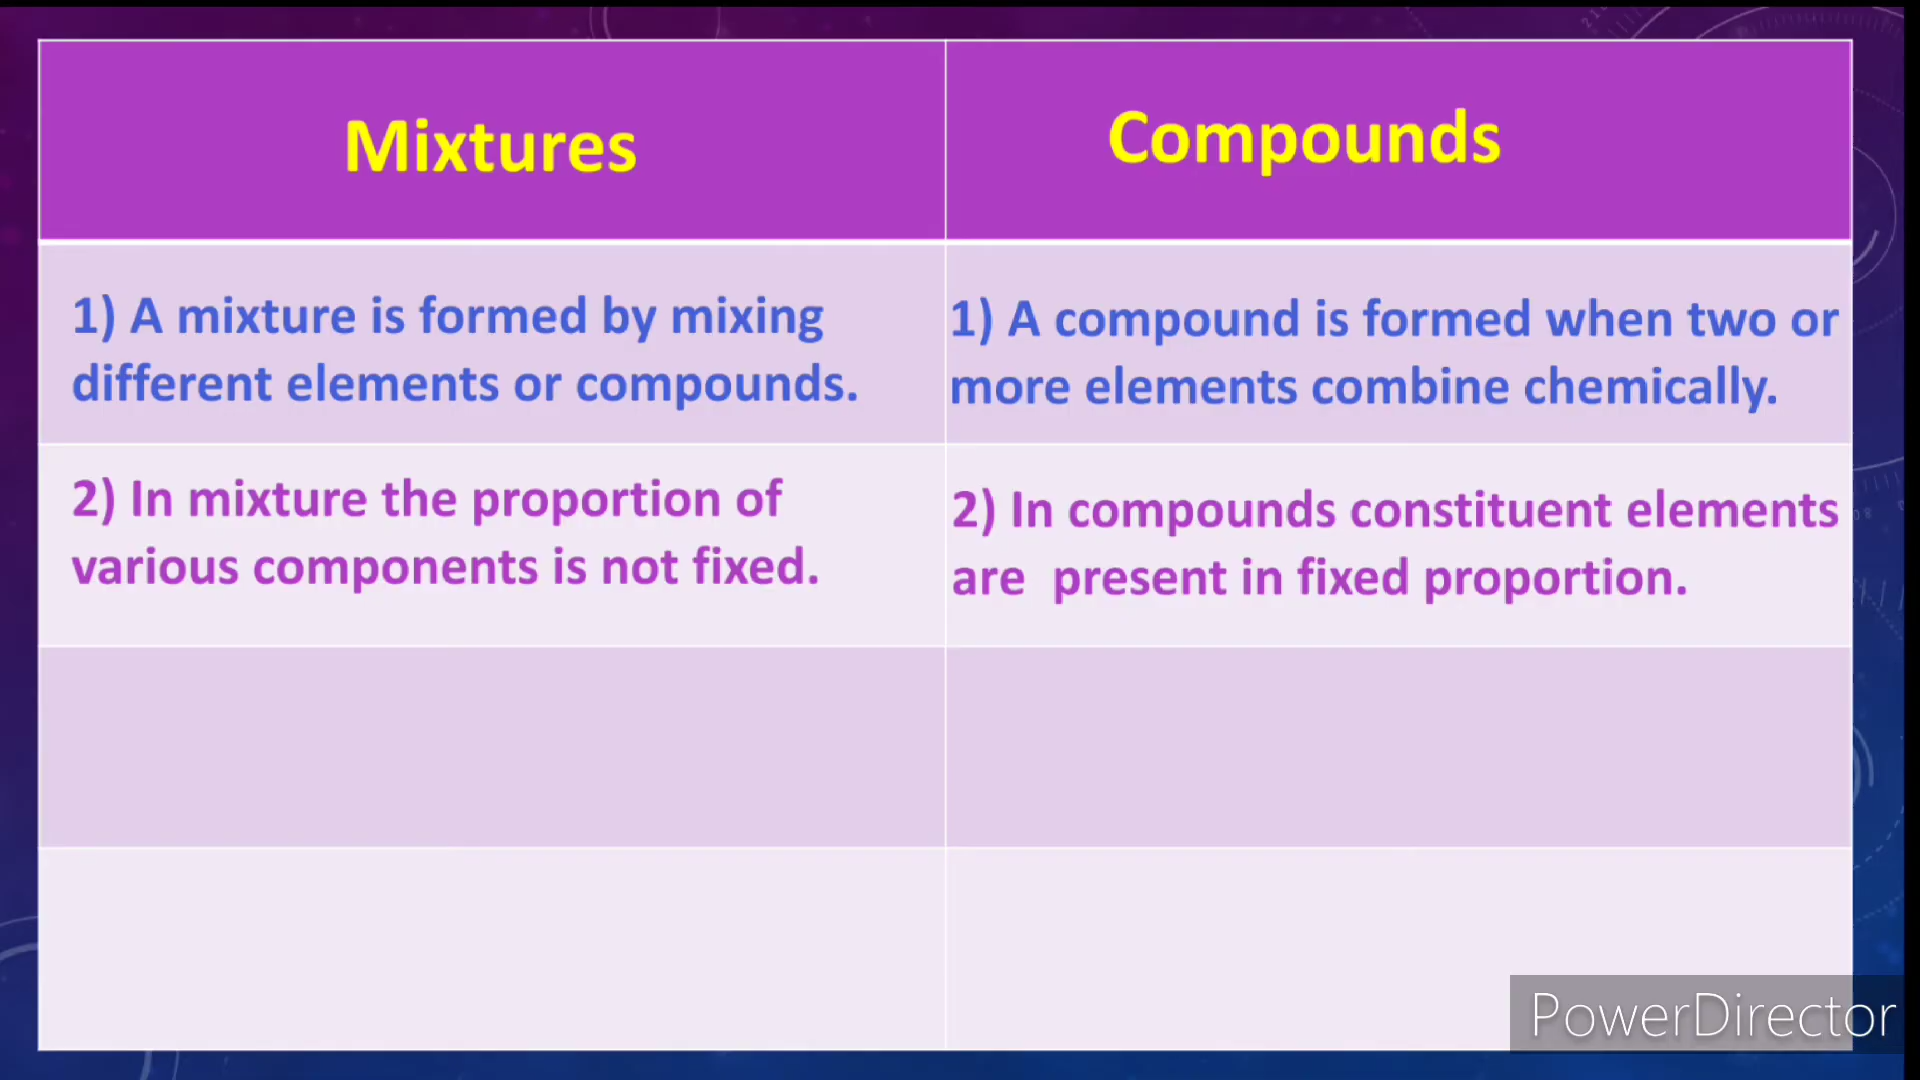 Mixtures
Compounds
1) A mixture is formed by mixing
different elements or compounds.
1) A compound is formed when two or
more elements combine chemically.
2) In mixture the proportion of
various components is not fixed.
2) In compounds constituent elements
are present in fixed proportion.
PowerDirector